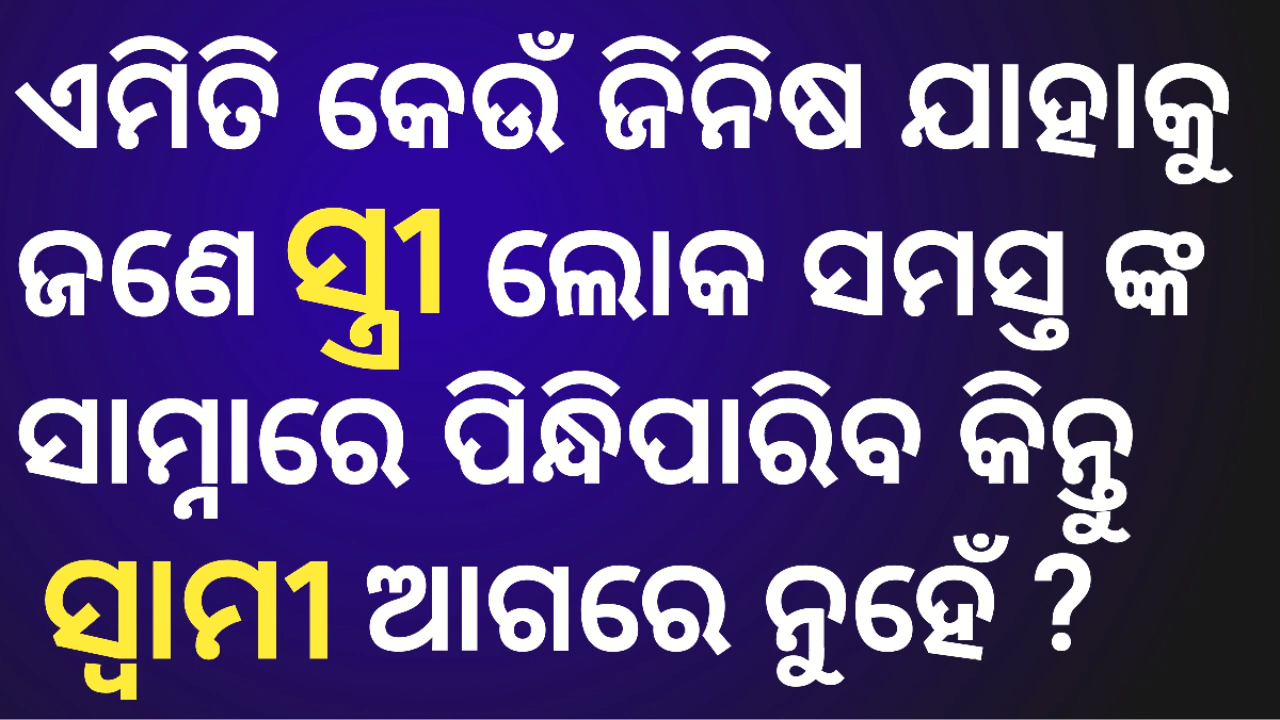 ଏମିତି କେଉଁ ଜିନିଷ ଯାହାକୁ
ଜଣେ ସ୍ତ୍ରୀ ଲୋକ ସମସ୍ତ ଙ୍କ
ସାମ୍ନାରେ ପିନ୍ଧିପାରିବ କିନ୍ତୁ
ସ୍ୱାମୀ ଆଗରେ ନୁହେଁ ?